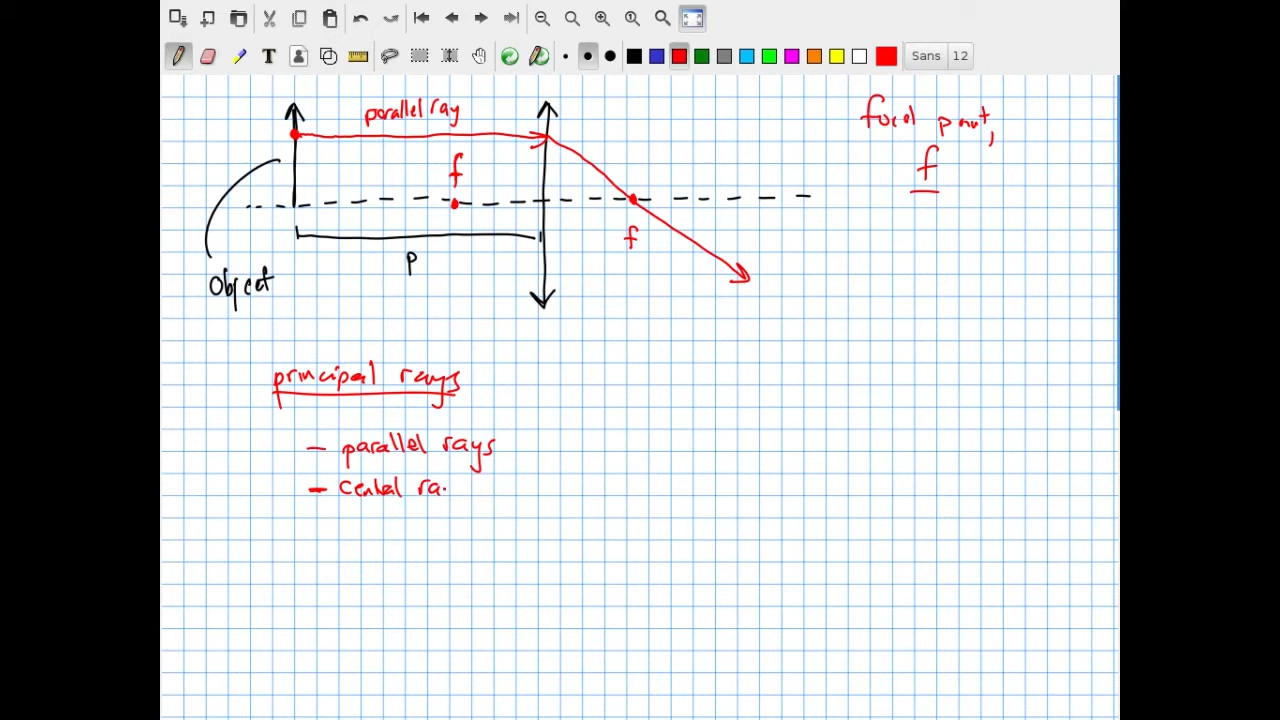 Sans 12
parallel ray
focal point,
f
f
f
p
Object
principal rays
- parallel rays
- central ra